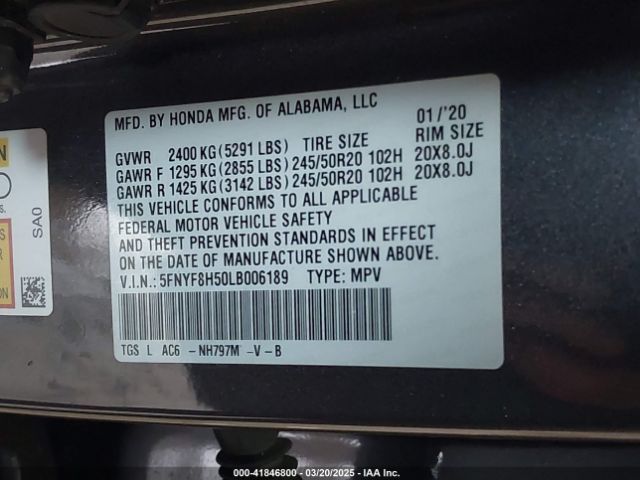 MFD. BY HONDA MFG. OF ALABAMA, LLC 01/'20
GVWR 2400 KG (5291 LBS) TIRE SIZE RIM SIZE
GAWR F 1295 KG (2855 LBS) 245/50R20 102H 20X8.0J
GAWR R 1425 KG (3142 LBS) 245/50R20 102H 20X8.0J
THIS VEHICLE CONFORMS TO ALL APPLICABLE
FEDERAL MOTOR VEHICLE SAFETY
AND THEFT PREVENTION STANDARDS IN EFFECT
ON THE DATE OF MANUFACTURE SHOWN ABOVE.
V.I.N.: 5FNYF8H50LB006189 TYPE: MPV
TGS L AC6 -NH797M -V-B
SA0
000-41846800 - 03/20/2025 - IAA Inc.